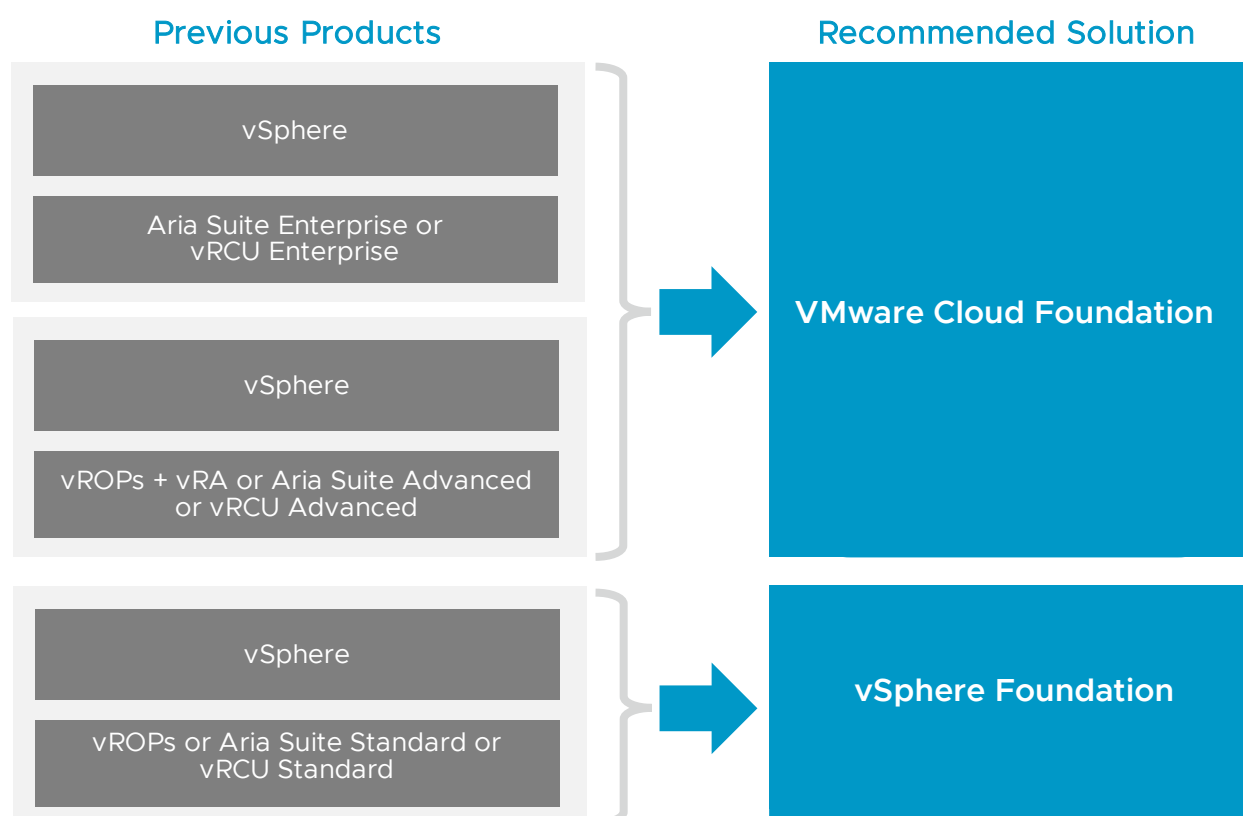 Previous Products
Recommended Solution
vSphere
Aria Suite Enterprise or
vRCU Enterprise
vSphere
vROPs + vRA or Aria Suite Advanced
or vRCU Advanced
VMware Cloud Foundation
vSphere
vROPs or Aria Suite Standard or
vRCU Standard
vSphere Foundation